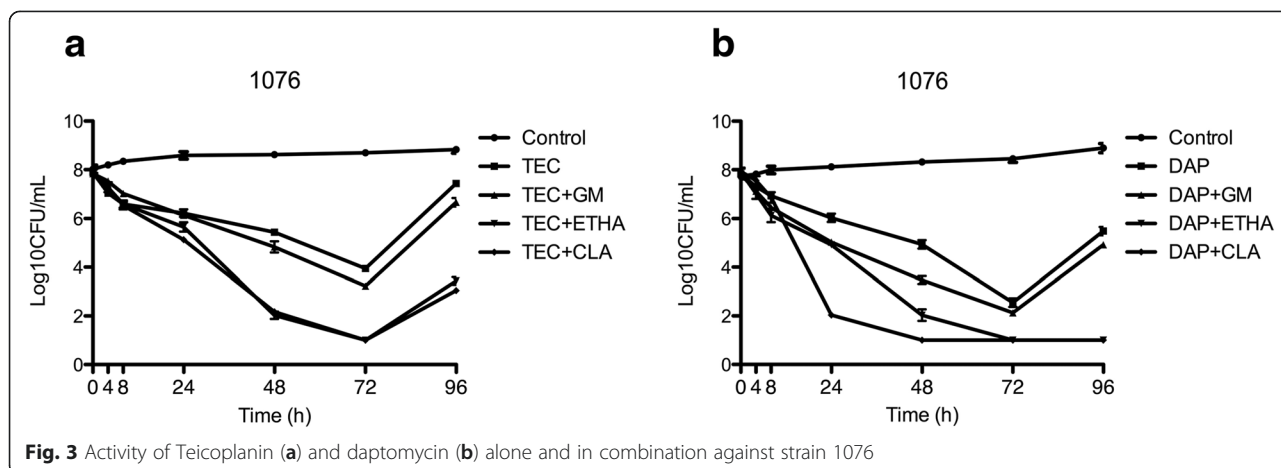 a
1076
10
8
6
4
2
0
Log10CFU/mL
0 4 8 24 48 72 96
Time (h)
Control
TEC
TEC+GM
TEC+ETHA
TEC+CLA
b
1076
10
8
6
4
2
0
Log10CFU/mL
0 4 8 24 48 72 96
Time (h)
Control
DAP
DAP+GM
DAP+ETHA
DAP+CLA
Fig. 3 Activity of Teicoplanin (a) and daptomycin (b) alone and in combination against strain 1076